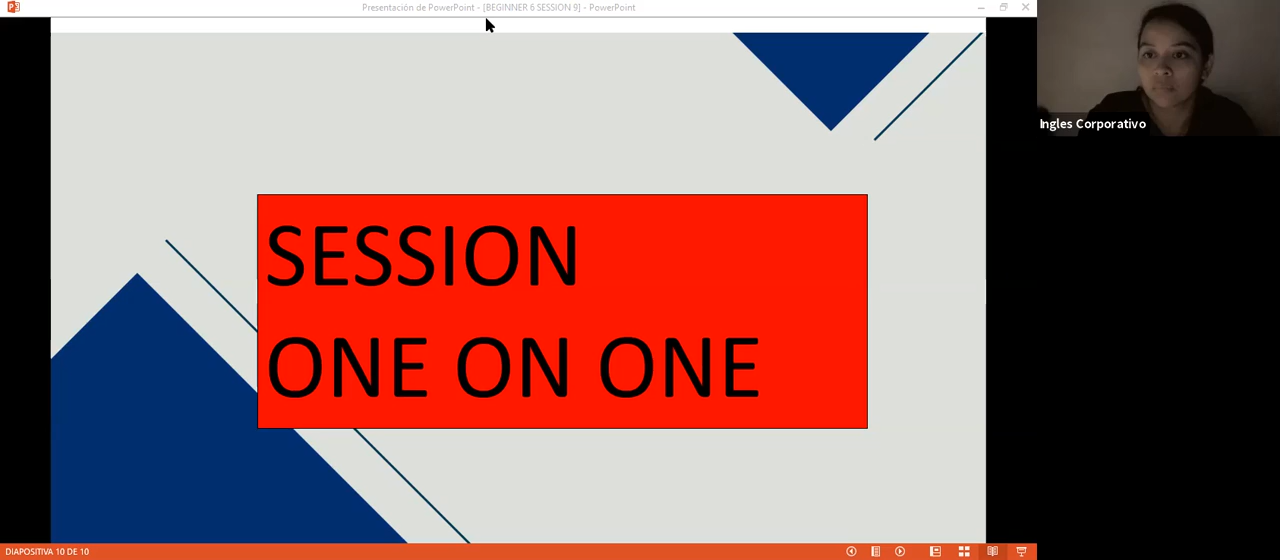 Presentación de PowerPoint - [BEGINNER 6 SESSION 9] - PowerPoint
Ingles Corporativo
SESSION
ONE ON ONE
DIAPOSITIVA 10 DE 10